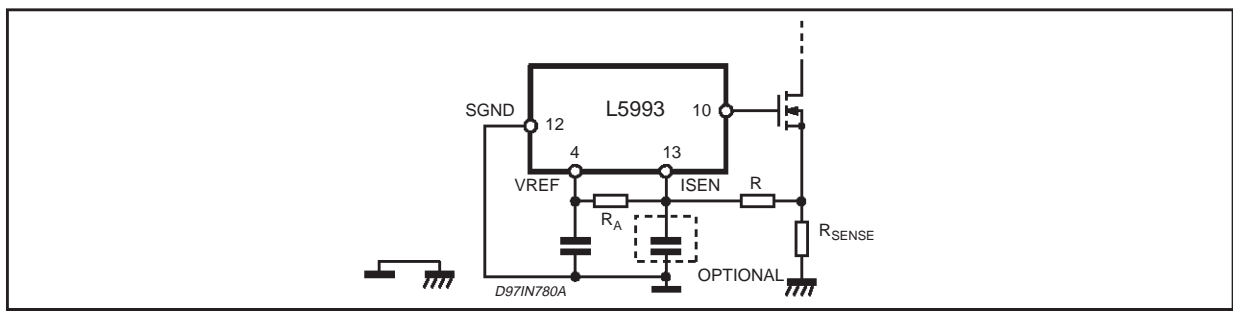 L5993
SGND
12
10
4
13
VREF
ISEN
R
RA
RSENSE
OPTIONAL
D97IN780A